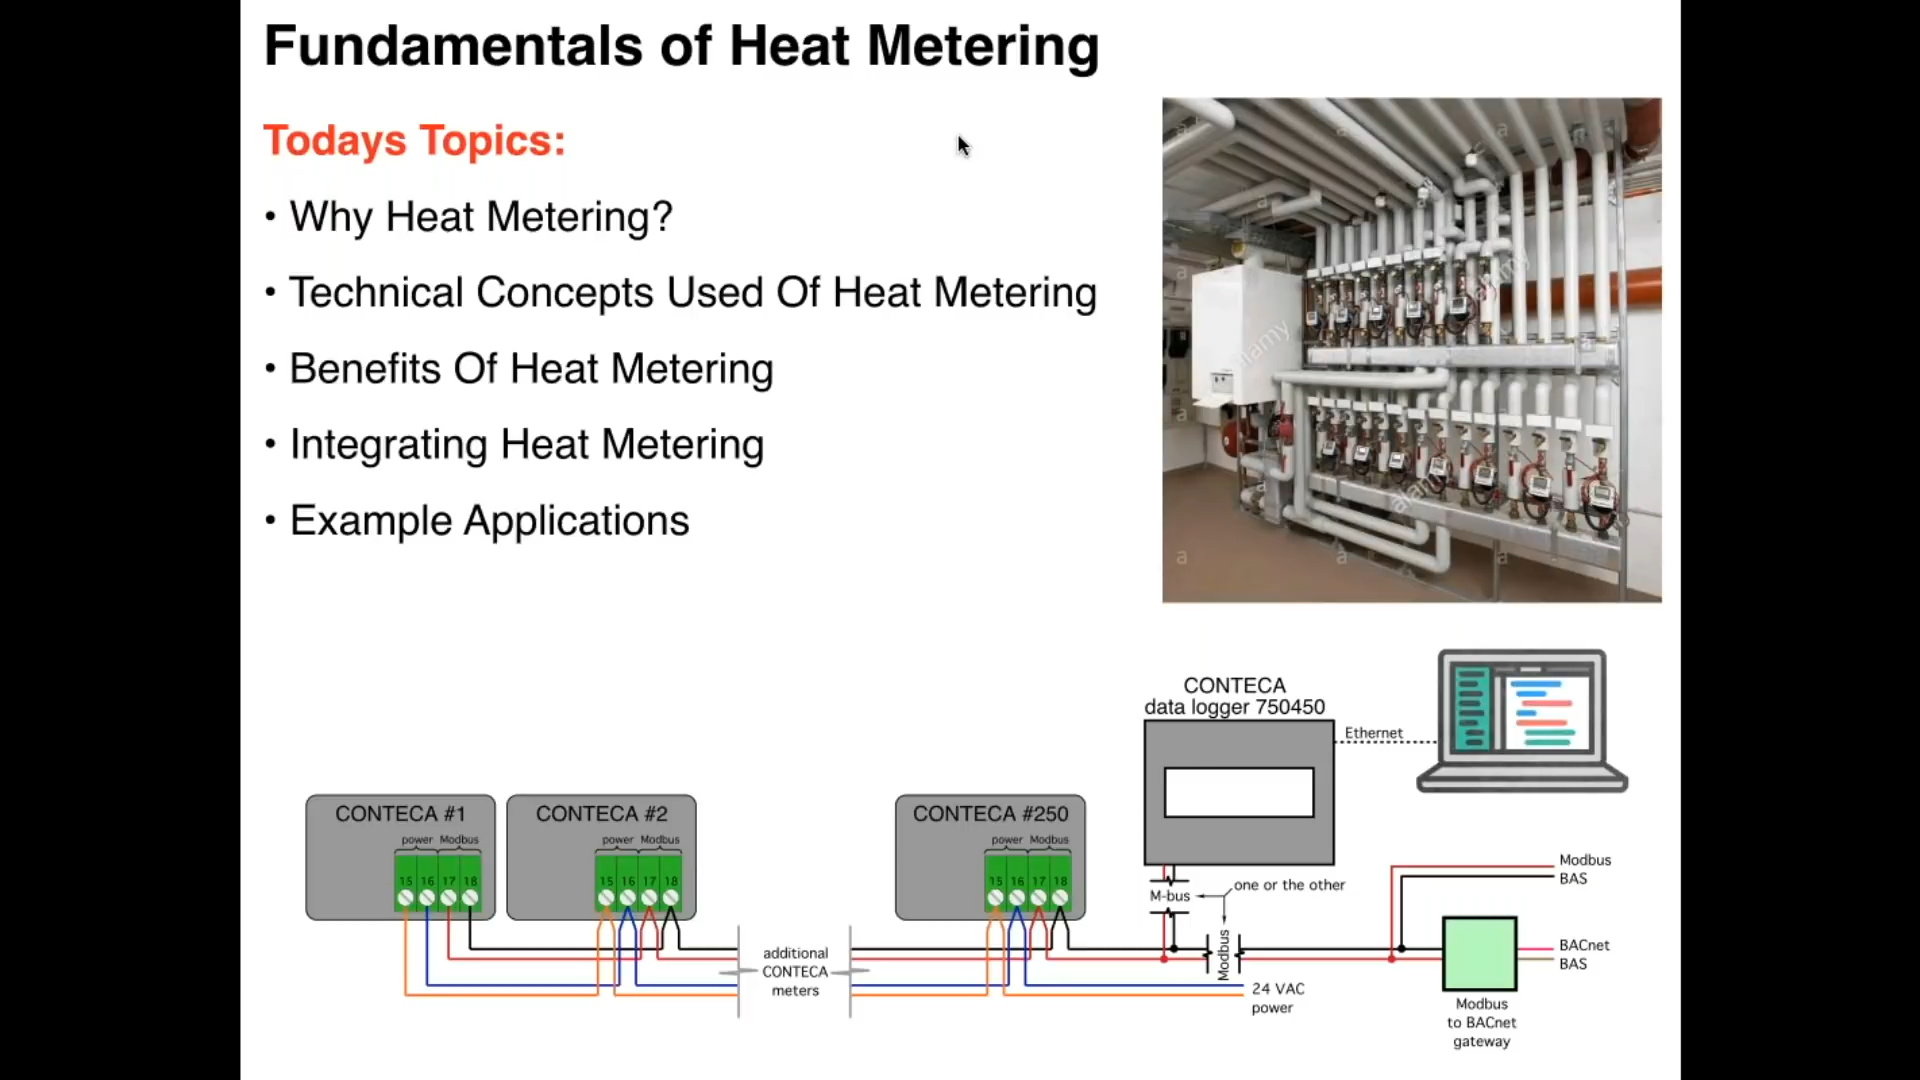 Fundamentals of Heat Metering
Todays Topics:
• Why Heat Metering?
• Technical Concepts Used Of Heat Metering
• Benefits Of Heat Metering
• Integrating Heat Metering
• Example Applications
a a a
a
a alamy
alamy
a
a
a
alamy
a a a
CONTECA
data logger 750450
Ethernet
CONTECA #1
power Modbus
15 16 17 18
CONTECA #2
power Modbus
15 16 17 18
CONTECA #250
power Modbus
15 16 17 18
additional
CONTECA
meters
M-bus
one or the other
Modbus
24 VAC
power
Modbus
BAS
BACnet
BAS
Modbus
to BACnet
gateway